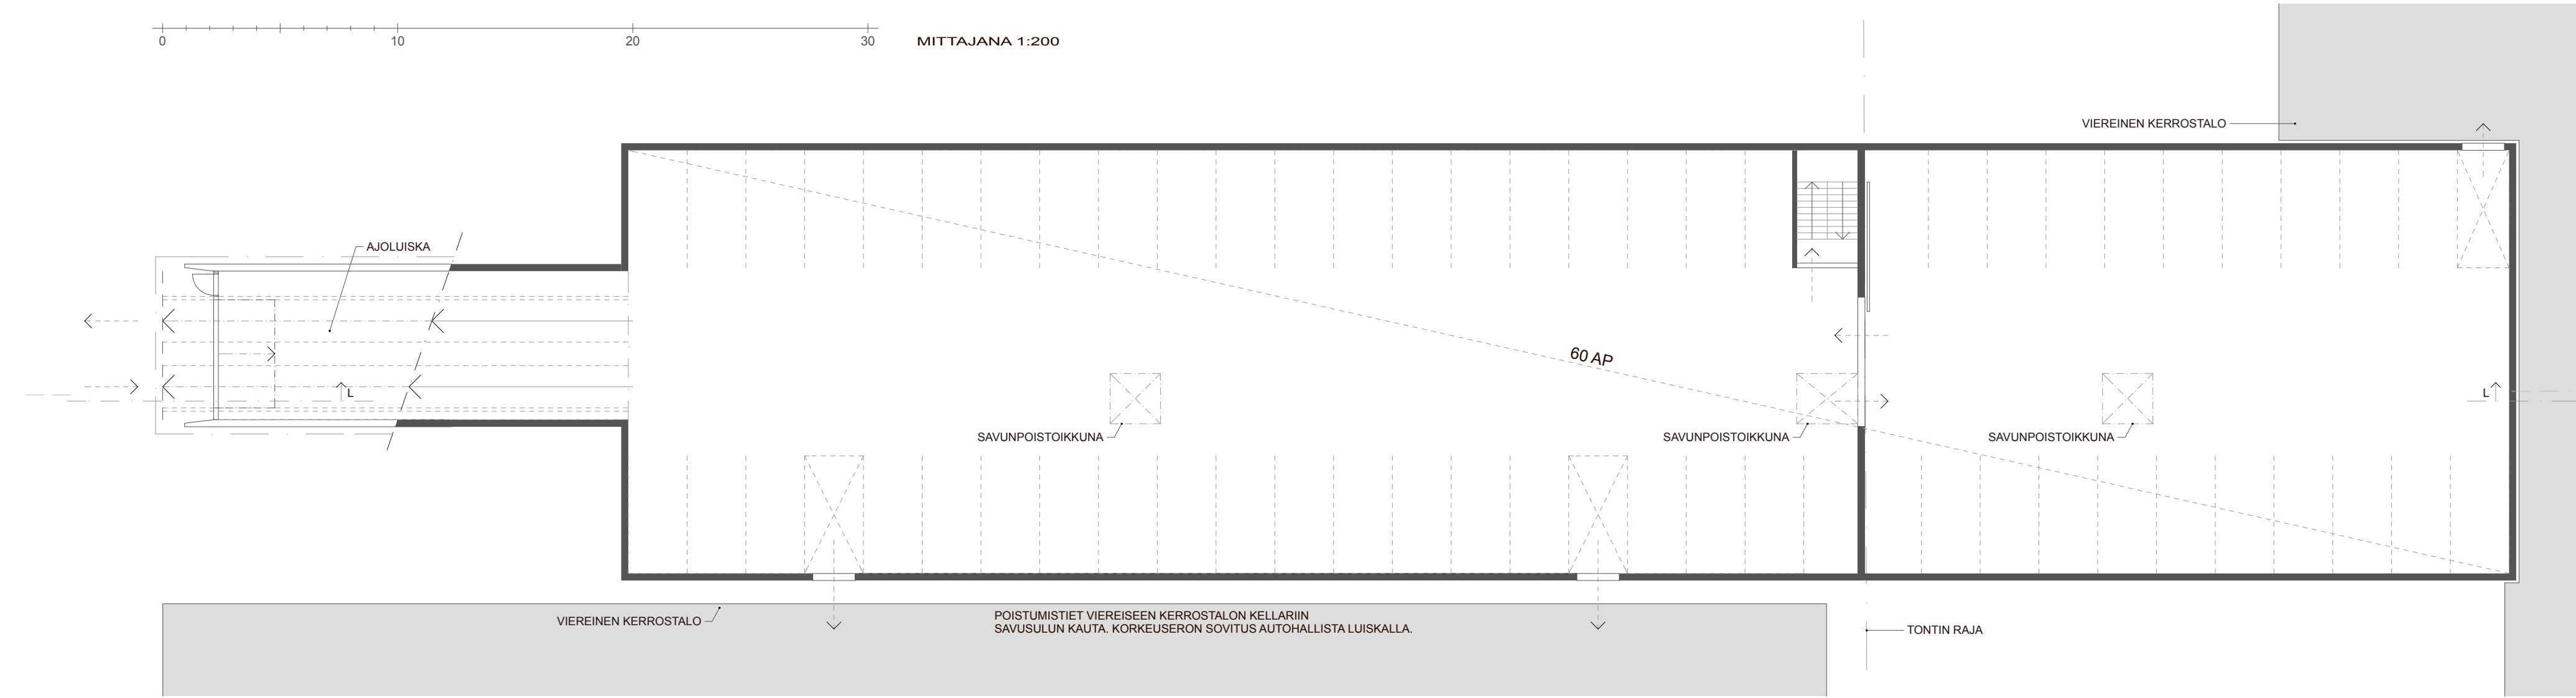 0
10
20
30
MITTAJANA 1:200
VIEREINEN KERROSTALO
AJOLUISKA
60 AP
L
L
SAVUNPOISTOIKKUNA
SAVUNPOISTOIKKUNA
SAVUNPOISTOIKKUNA
VIEREINEN KERROSTALO
POISTUMISTIET VIEREISEEN KERROSTALON KELLARIIN
SAVUSULUN KAUTA. KORKEUSERON SOVITUS AUTOHALLISTA LUISKALLA.
TONTIN RAJA